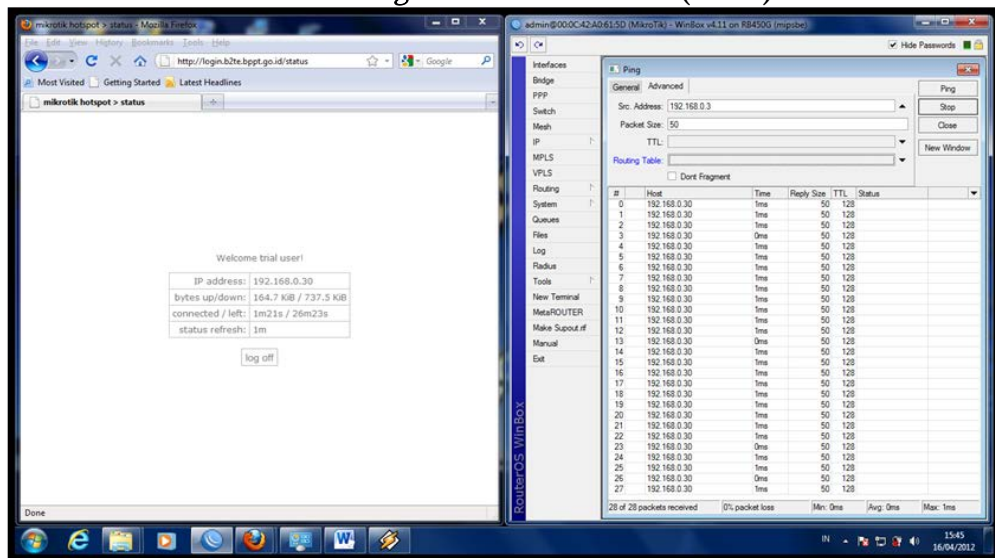 mikrotik hotspot > status - Mozilla Firefox
File Edit View History Bookmarks Tools Help
http://login.b2te.bppt.go.id/status
Google
Most Visited Getting Started Latest Headlines
mikrotik hotspot > status
Welcome trial user!
IP address: 192.168.0.30
bytes up/down: 164.7 KiB / 737.5 KiB
connected / left: 1m21s / 26m23s
status refresh: 1m
log off
Done
admin@00:0C:42:A0:61:5D (MikroTik) - WinBox v4.11 on RB450G (mipsbe)
Hide Passwords
Interfaces
Bridge
PPP
Switch
Mesh
IP
MPLS
VPLS
Routing
System
Queues
Files
Log
Radius
Tools
New Terminal
MetaROUTER
Make Supout.rif
Manual
Exit
RouterOS WinBox
Ping
General Advanced
Src. Address: 192.168.0.3
Packet Size: 50
TTL:
Routing Table:
Dont Fragment
Ping
Stop
Close
New Window
# Host Time Reply Size TTL Status
0 192.168.0.30 1ms 50 128
1 192.168.0.30 1ms 50 128
2 192.168.0.30 1ms 50 128
3 192.168.0.30 0ms 50 128
4 192.168.0.30 1ms 50 128
5 192.168.0.30 1ms 50 128
6 192.168.0.30 1ms 50 128
7 192.168.0.30 1ms 50 128
8 192.168.0.30 1ms 50 128
9 192.168.0.30 1ms 50 128
10 192.168.0.30 1ms 50 128
11 192.168.0.30 1ms 50 128
12 192.168.0.30 1ms 50 128
13 192.168.0.30 0ms 50 128
14 192.168.0.30 1ms 50 128
15 192.168.0.30 1ms 50 128
16 192.168.0.30 1ms 50 128
17 192.168.0.30 1ms 50 128
18 192.168.0.30 1ms 50 128
19 192.168.0.30 1ms 50 128
20 192.168.0.30 1ms 50 128
21 192.168.0.30 1ms 50 128
22 192.168.0.30 1ms 50 128
23 192.168.0.30 0ms 50 128
24 192.168.0.30 1ms 50 128
25 192.168.0.30 1ms 50 128
26 192.168.0.30 0ms 50 128
27 192.168.0.30 1ms 50 128
28 of 28 packets received 0% packet loss Min: 0ms Avg: 0ms Max: 1ms
IN
15:45
16/04/2012